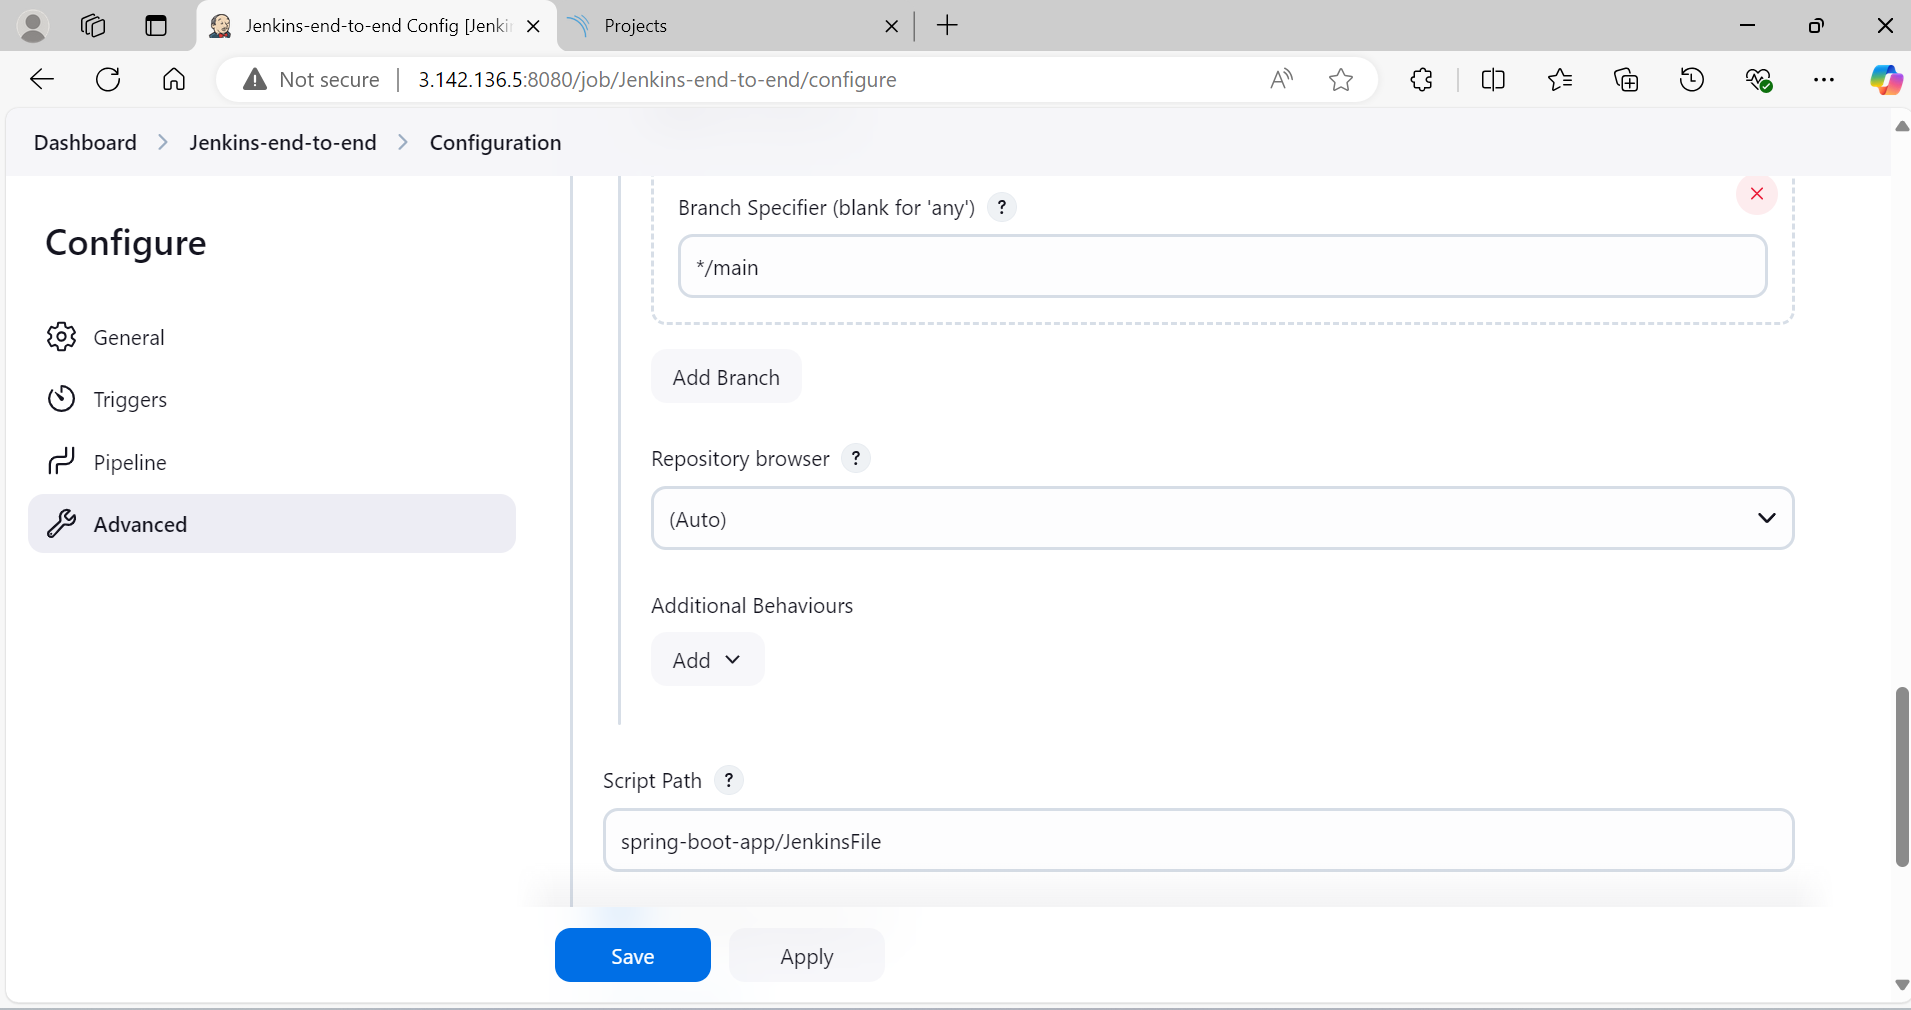 Jenkins-end-to-end Config [Jenki
Projects
Not secure
3.142.136.5:8080/job/Jenkins-end-to-end/configure
Dashboard > Jenkins-end-to-end > Configuration
Configure
General
Triggers
Pipeline
Advanced
Branch Specifier (blank for 'any') ?
*/main
Add Branch
Repository browser ?
(Auto)
Additional Behaviours
Add
Script Path ?
spring-boot-app/JenkinsFile
Save
Apply